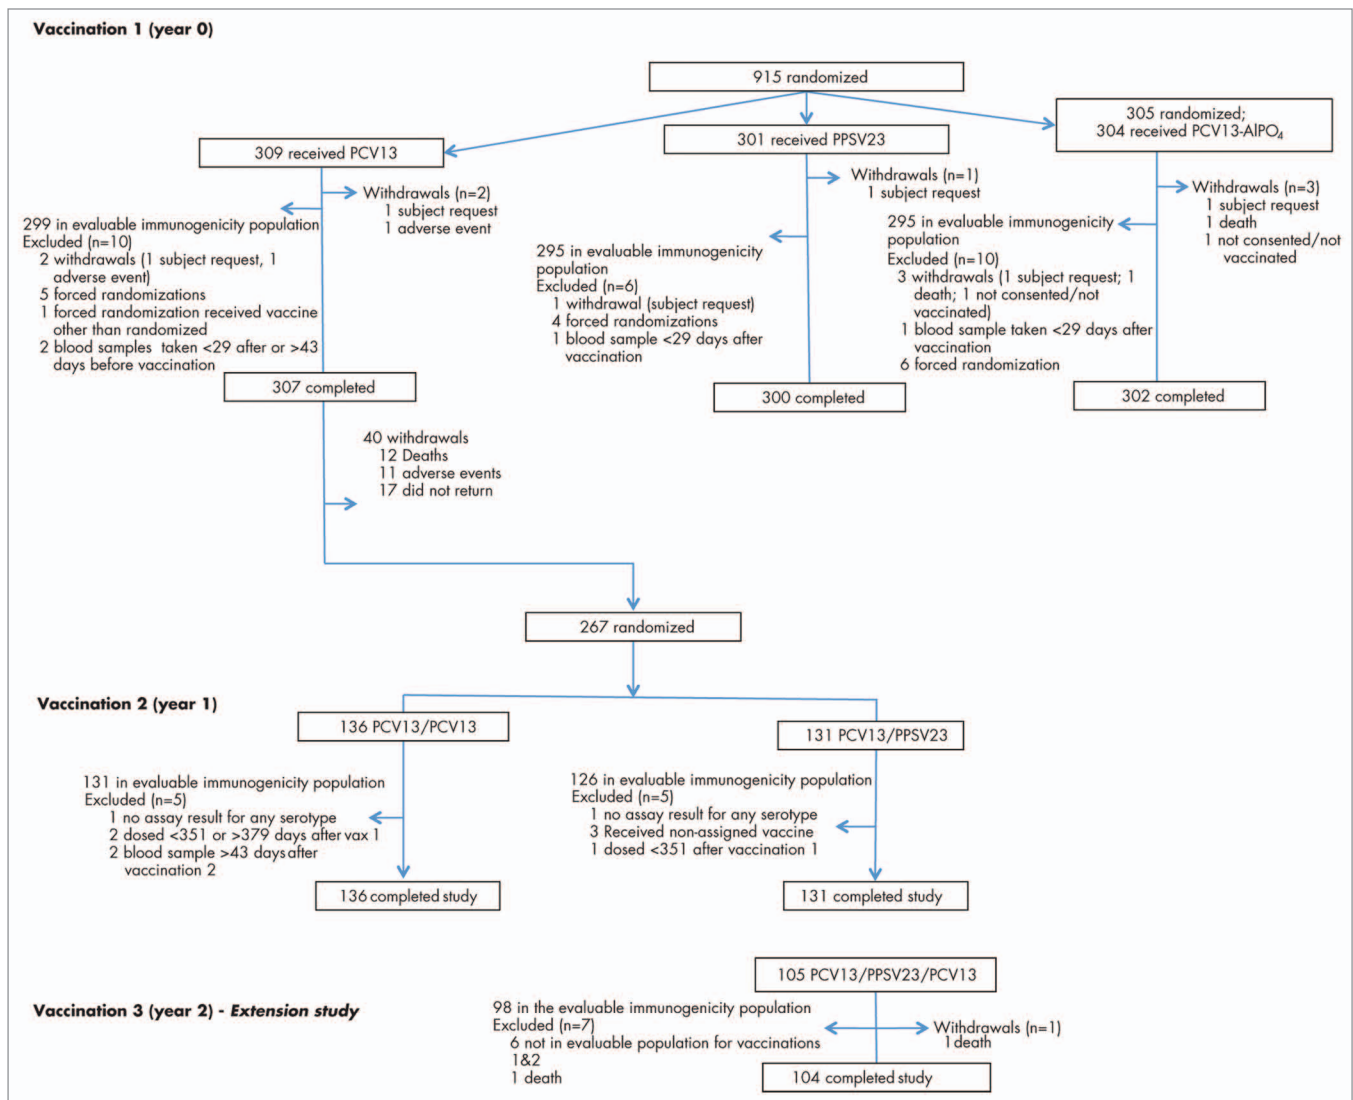 Vaccination 1 (year 0)
915 randomized
309 received PCV13
301 received PPSV23
305 randomized;
304 received PCV13-AlPO₄
Withdrawals (n=2)
1 subject request
1 adverse event
299 in evaluable immunogenicity population
Excluded (n=10)
2 withdrawals (1 subject request, 1
adverse event)
5 forced randomizations
1 forced randomization received vaccine
other than randomized
2 blood samples taken <29 after or >43
days before vaccination
307 completed
Withdrawals (n=1)
1 subject request
295 in evaluable immunogenicity
population
Excluded (n=6)
1 withdrawal (subject request)
4 forced randomizations
1 blood sample <29 days after
vaccination
300 completed
Withdrawals (n=3)
1 subject request
1 death
1 not consented/not
vaccinated
295 in evaluable immunogenicity
population
Excluded (n=10)
3 withdrawals (1 subject request; 1
death; 1 not consented/not
vaccinated)
1 blood sample taken <29 days after
vaccination
6 forced randomization
302 completed
40 withdrawals
12 Deaths
11 adverse events
17 did not return
267 randomized
Vaccination 2 (year 1)
136 PCV13/PCV13
131 PCV13/PPSV23
131 in evaluable immunogenicity population
Excluded (n=5)
1 no assay result for any serotype
2 dosed <351 or >379 days after vax 1
2 blood sample >43 days after
vaccination 2
136 completed study
126 in evaluable immunogenicity population
Excluded (n=5)
1 no assay result for any serotype
3 Received non-assigned vaccine
1 dosed <351 after vaccination 1
131 completed study
Vaccination 3 (year 2) - Extension study
105 PCV13/PPSV23/PCV13
98 in the evaluable immunogenicity population
Excluded (n=7)
6 not in evaluable population for vaccinations
1&2
1 death
Withdrawals (n=1)
1 death
104 completed study